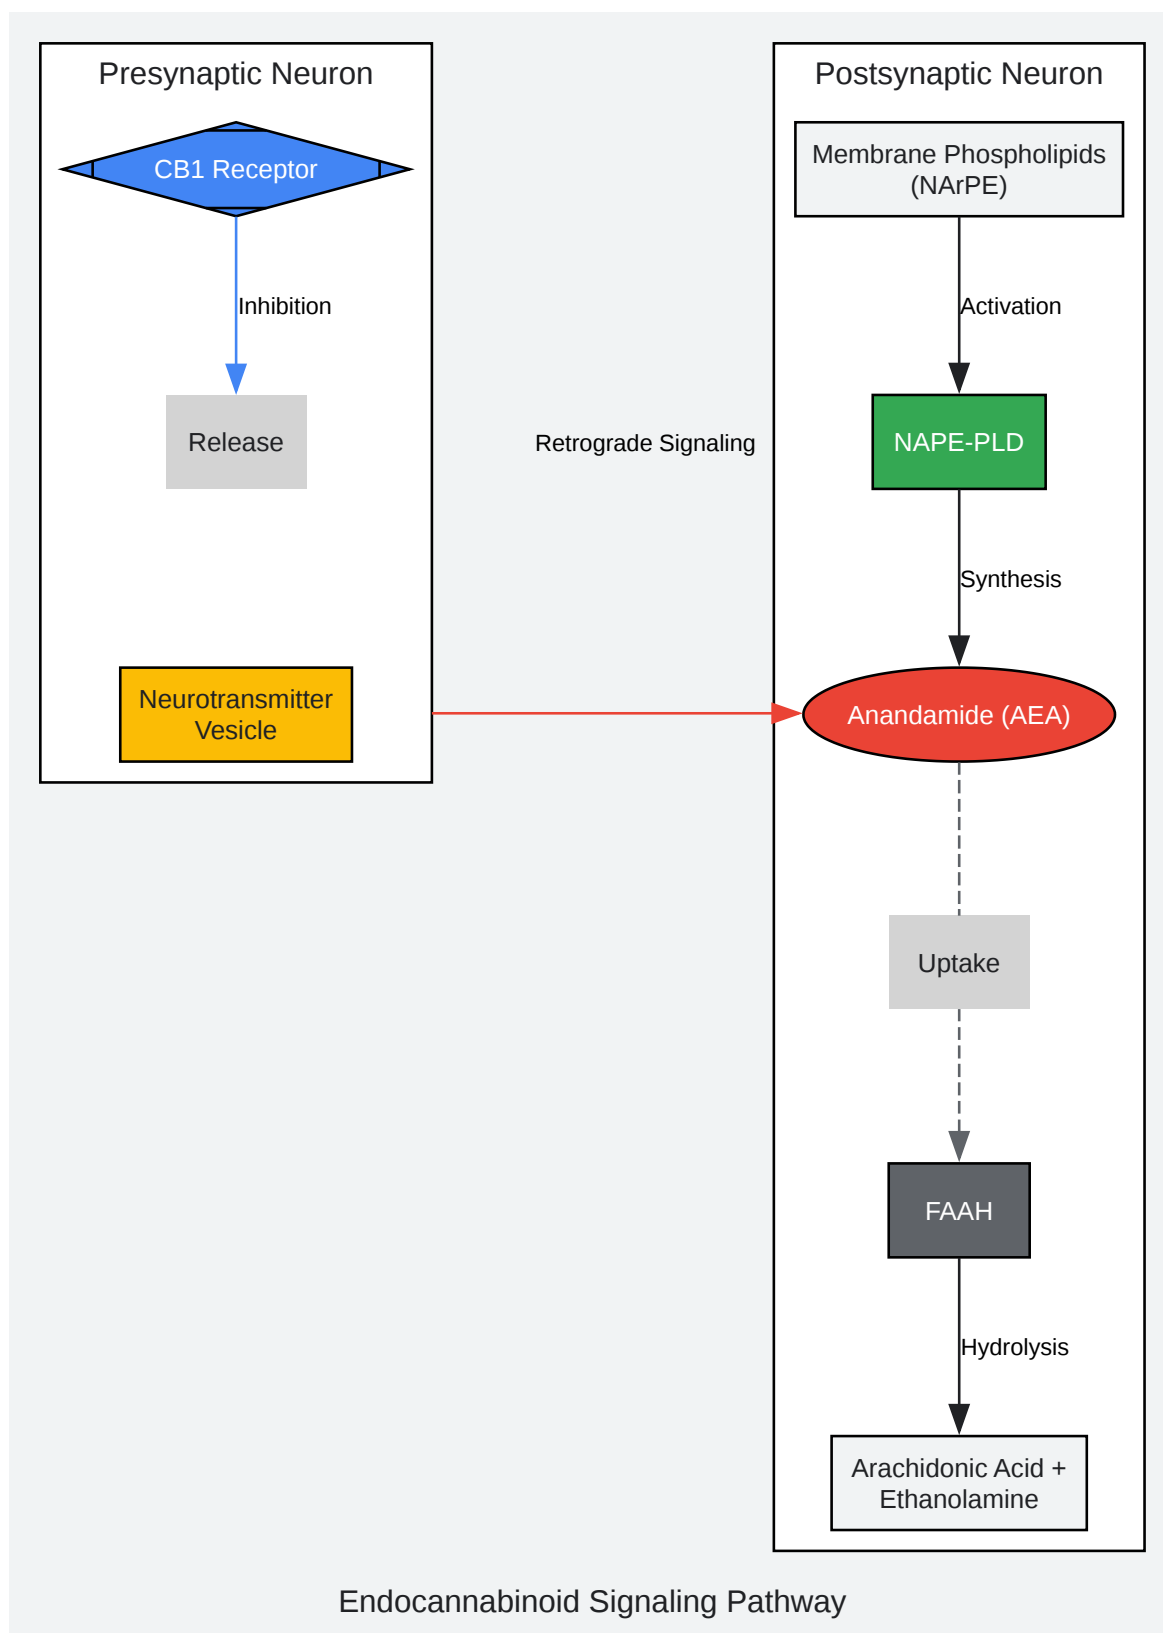 Presynaptic Neuron
CB1 Receptor
Inhibition
Release
Neurotransmitter
Vesicle
Retrograde Signaling
Postsynaptic Neuron
Membrane Phospholipids
(NArPE)
Activation
NAPE-PLD
Synthesis
Anandamide (AEA)
Uptake
FAAH
Hydrolysis
Arachidonic Acid +
Ethanolamine
Endocannabinoid Signaling Pathway